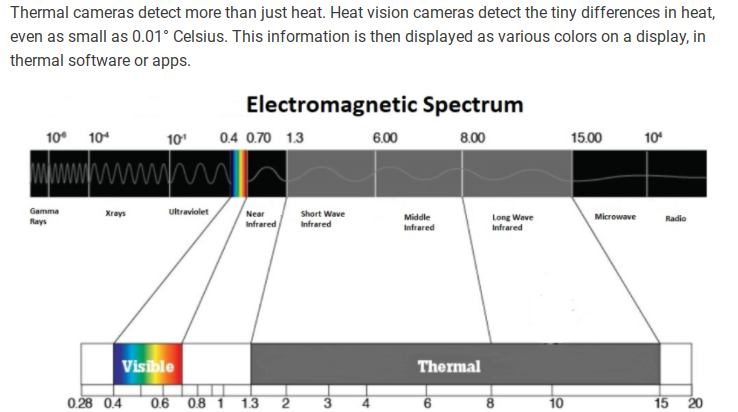 Thermal cameras detect more than just heat. Heat vision cameras detect the tiny differences in heat,
even as small as 0.01° Celsius. This information is then displayed as various colors on a display, in
thermal software or apps.
Electromagnetic Spectrum
10⁶ 10⁴ 10¹ 0.4 0.70 1.3 6.00 8.00 15.00 10⁴
Gamma Rays
Xrays
Ultraviolet
Near Infrared
Short Wave Infrared
Middle Infrared
Long Wave Infrared
Microwave
Radio
Visible
Thermal
0.28 0.4 0.6 0.8 1 1.3 2 3 4 6 8 10 15 20